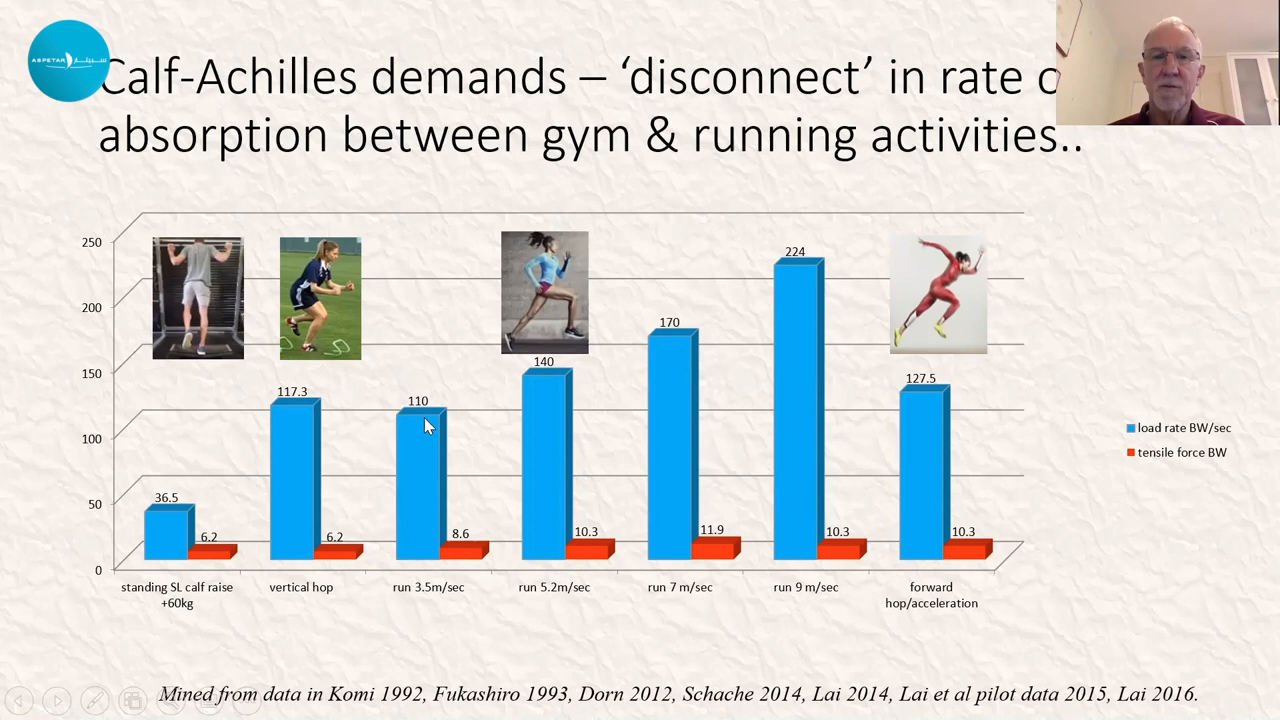 ASPETAR سبيتار
Calf-Achilles demands – ‘disconnect’ in rate o
absorption between gym & running activities..
250
200
150
100
50
0
36.5
6.2
117.3
6.2
110
8.6
140
10.3
170
11.9
224
10.3
127.5
10.3
standing SL calf raise
+60kg
vertical hop
run 3.5m/sec
run 5.2m/sec
run 7 m/sec
run 9 m/sec
forward
hop/acceleration
load rate BW/sec
tensile force BW
Mined from data in Komi 1992, Fukashiro 1993, Dorn 2012, Schache 2014, Lai 2014, Lai et al pilot data 2015, Lai 2016.